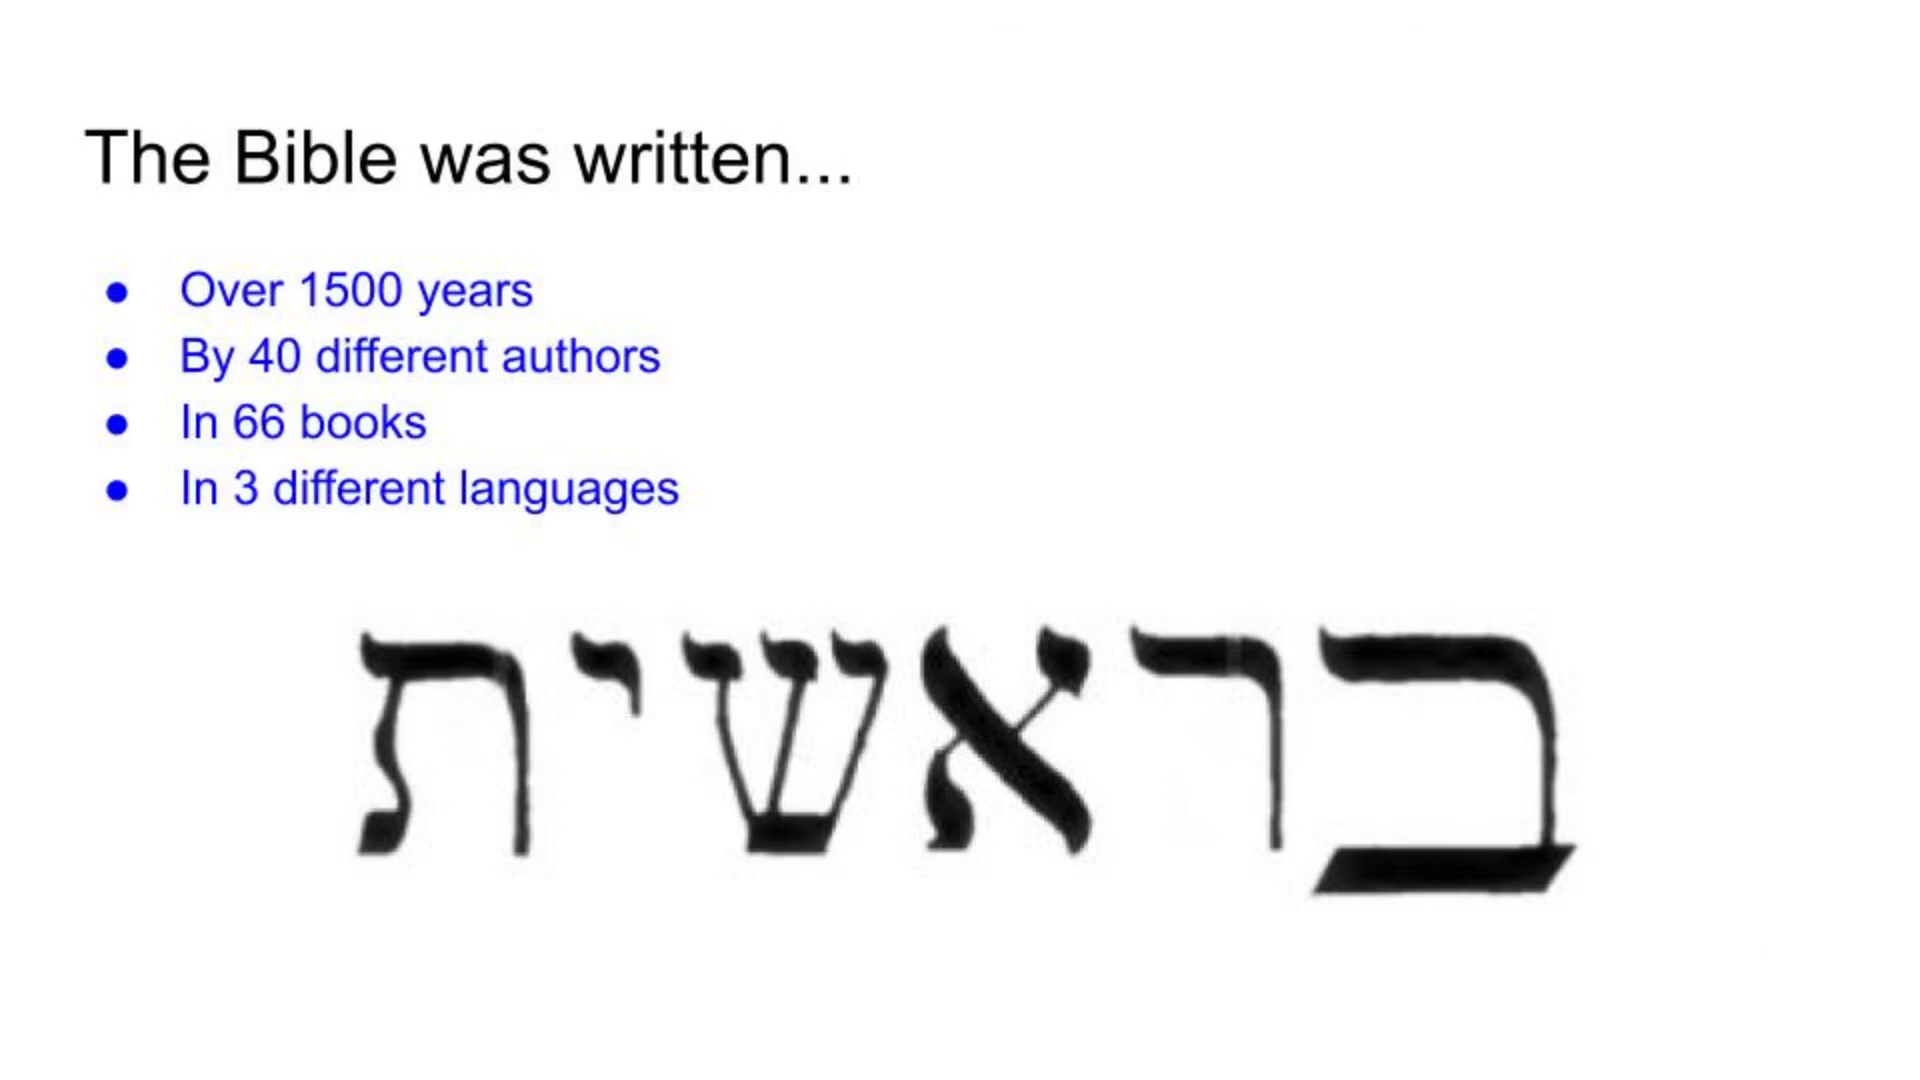 The Bible was written...
● Over 1500 years
● By 40 different authors
● In 66 books
● In 3 different languages
בראשית